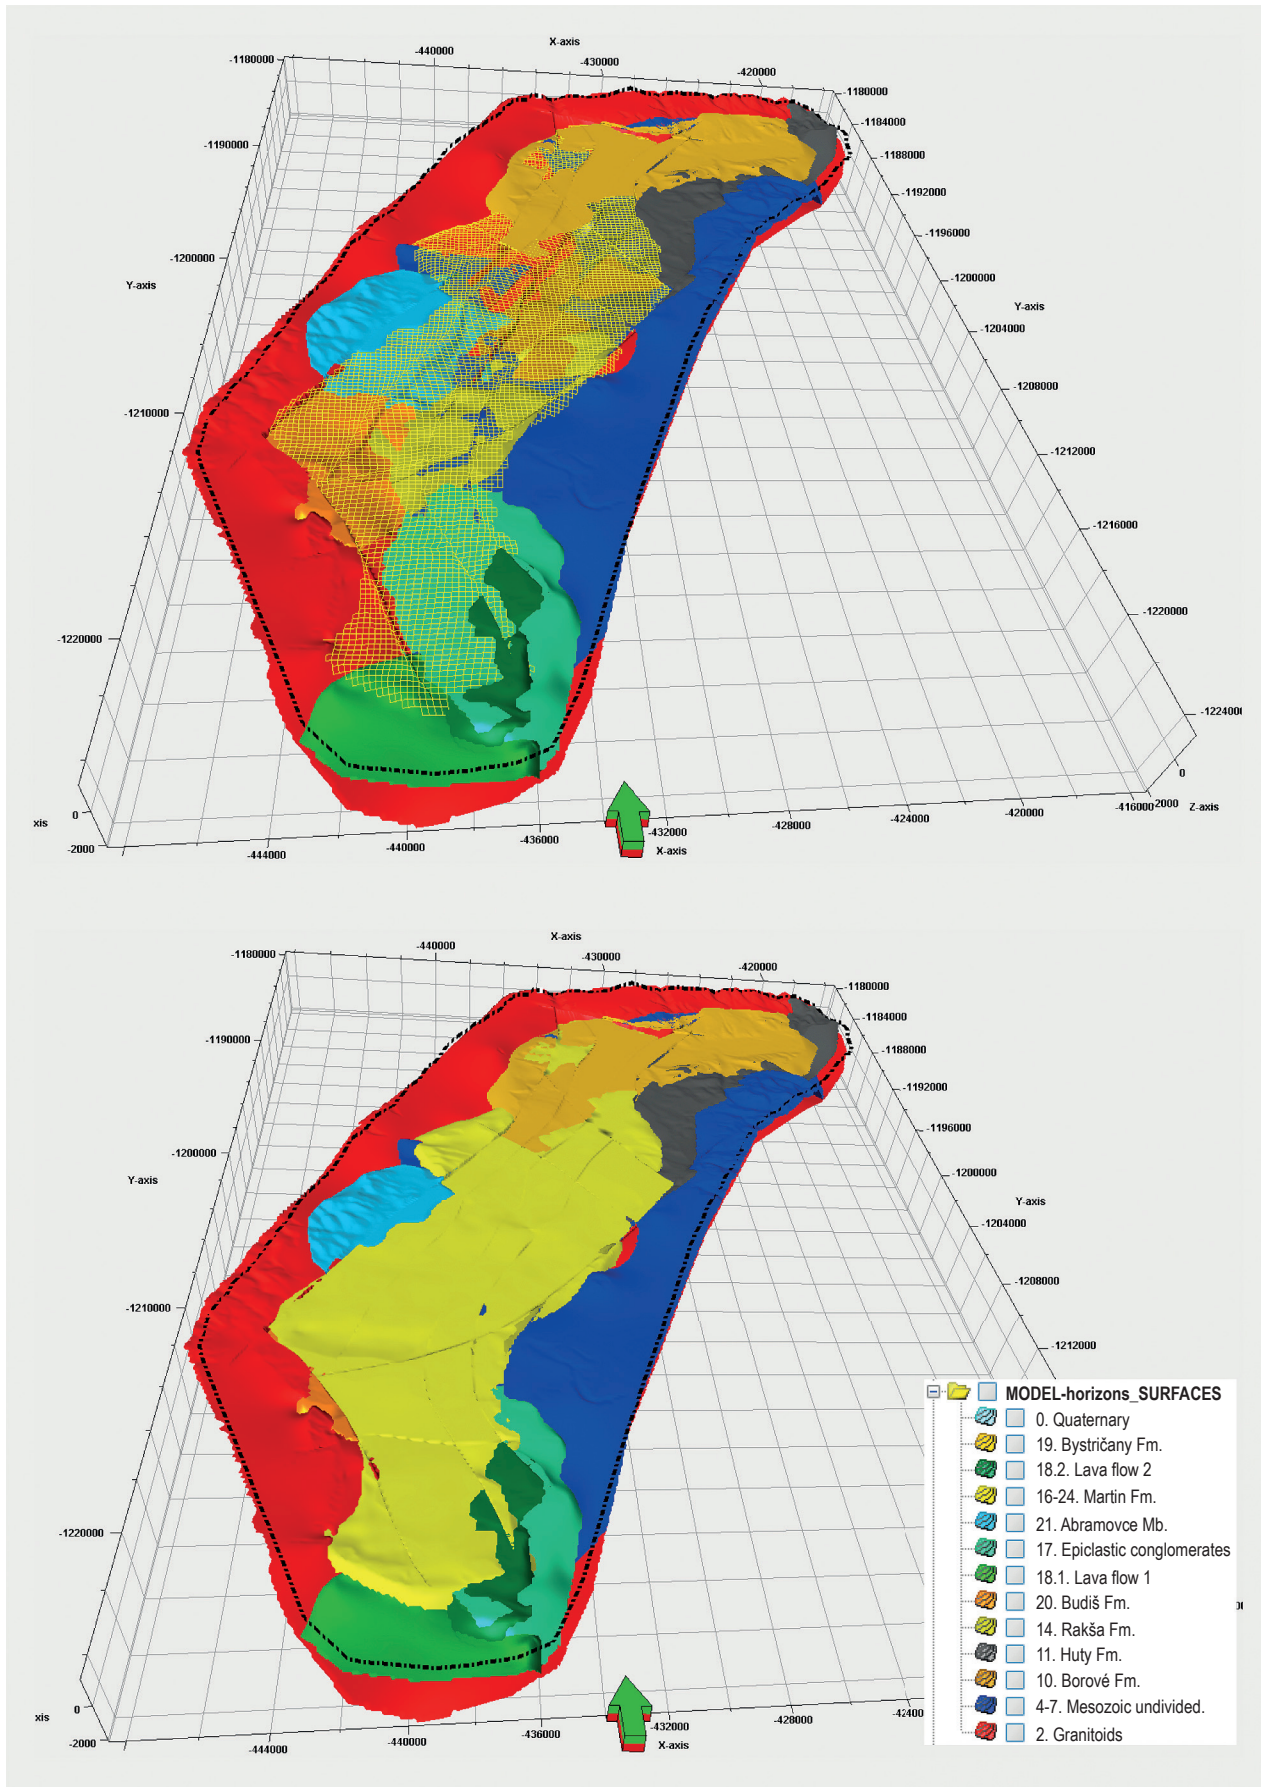 X-axis
-1180000
-440000
-430000
-420000
-1180000
-1184000
-1190000
-1188000
-1192000
-1196000
-1200000
-1200000
Y-axis
Y-axis
-1204000
-1210000
-1208000
-1212000
-1216000
-1220000
-1220000
-1224000
0
xis
-2000
-444000
-440000
-436000
-432000
X-axis
-428000
-424000
-420000
-416000
2000
0
Z-axis
X-axis
-1180000
-440000
-430000
-420000
-1180000
-1184000
-1190000
-1188000
-1192000
-1196000
-1200000
-1200000
Y-axis
Y-axis
-1204000
-1210000
-1208000
-1212000
-1220000
0
xis
-2000
-444000
-440000
-436000
-432000
X-axis
-428000
-424000
MODEL-horizons_SURFACES
0. Quaternary
19. Bystričany Fm.
18.2. Lava flow 2
16-24. Martin Fm.
21. Abramovce Mb.
17. Epiclastic conglomerates
18.1. Lava flow 1
20. Budiš Fm.
14. Rakša Fm.
11. Huty Fm.
10. Borové Fm.
4-7. Mesozoic undivided.
2. Granitoids